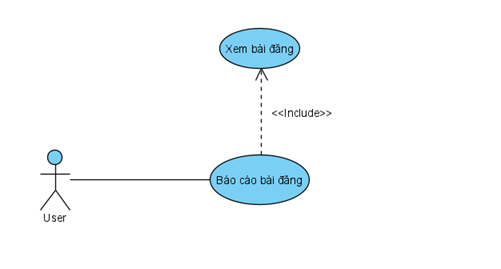 Xem bài đăng
<<Include>>
Báo cáo bài đăng
User